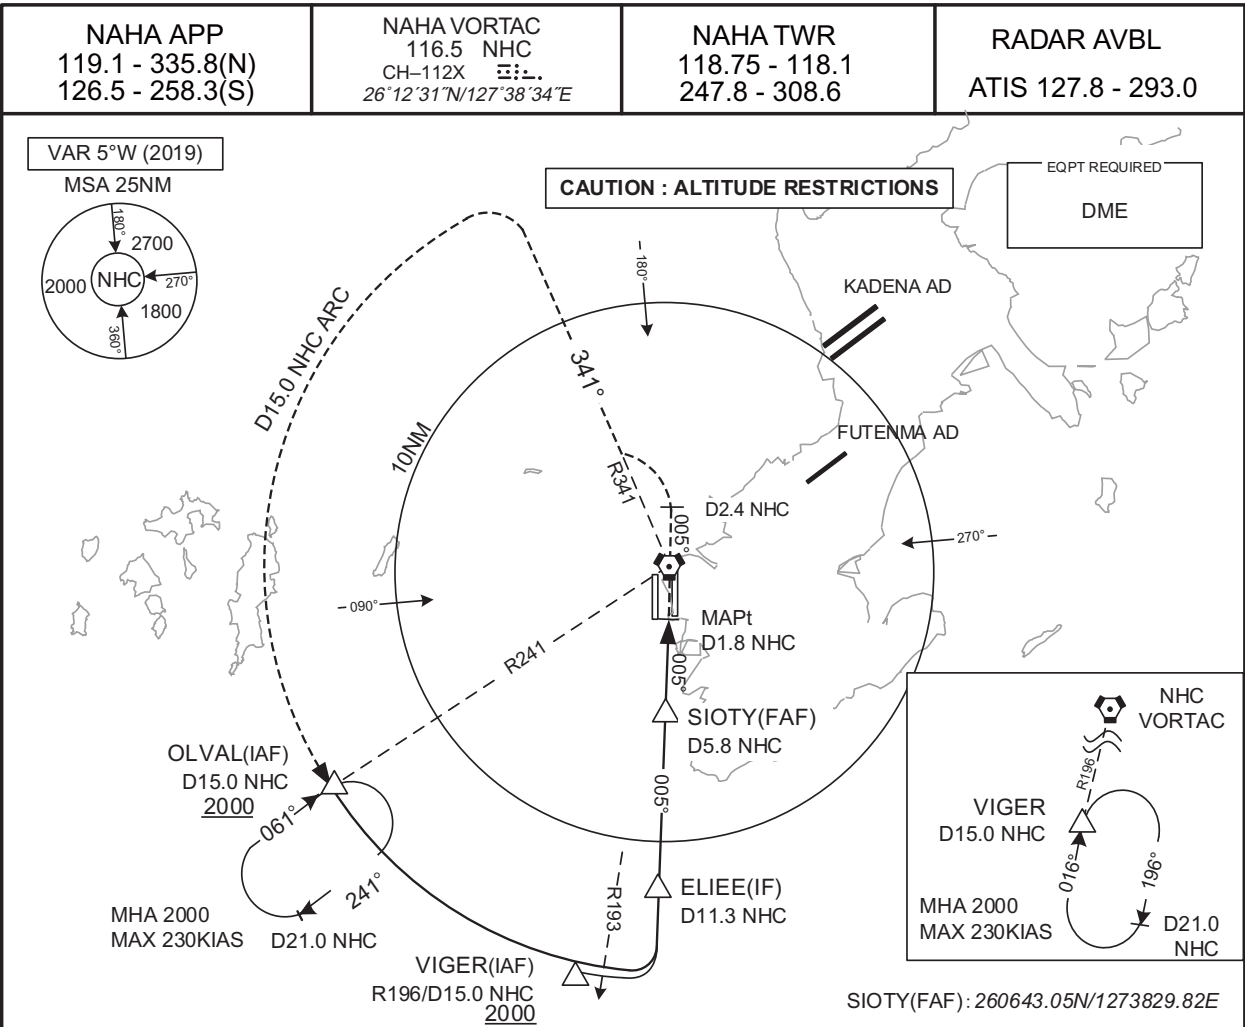 NAHA APP
119.1 - 335.8(N)
126.5 - 258.3(S)
NAHA VORTAC
116.5 NHC
CH–112X
26°12´31˝N/127°38´34˝E
NAHA TWR
118.75 - 118.1
247.8 - 308.6
RADAR AVBL
ATIS 127.8 - 293.0
VAR 5°W (2019)
MSA 25NM
180°
2700
NHC
2000
270°
1800
360°
CAUTION : ALTITUDE RESTRICTIONS
EQPT REQUIRED
DME
180°
KADENA AD
D15.0 NHC ARC
341°
10NM
FUTENMA AD
R341
D2.4 NHC
005°
270°
090°
MAPt
D1.8 NHC
R241
005°
SIOTY(FAF)
D5.8 NHC
OLVAL(IAF)
D15.0 NHC
2000
061°
241°
005°
MHA 2000
MAX 230KIAS
D21.0 NHC
R193
ELIEE(IF)
D11.3 NHC
VIGER(IAF)
R196/D15.0 NHC
2000
NHC
VORTAC
R196
VIGER
D15.0 NHC
016°
196°
MHA 2000
MAX 230KIAS
D21.0
NHC
SIOTY(FAF): 260643.05N/1273829.82E